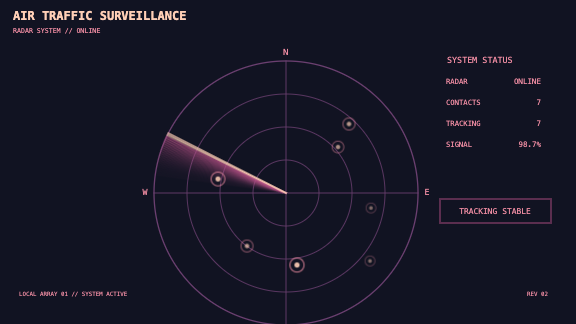 AIR TRAFFIC SURVEILLANCE
RADAR SYSTEM // ONLINE
N
W
E
SYSTEM STATUS
RADAR ONLINE
CONTACTS 7
TRACKING 7
SIGNAL 98.7%
TRACKING STABLE
LOCAL ARRAY 01 // SYSTEM ACTIVE
REV 02